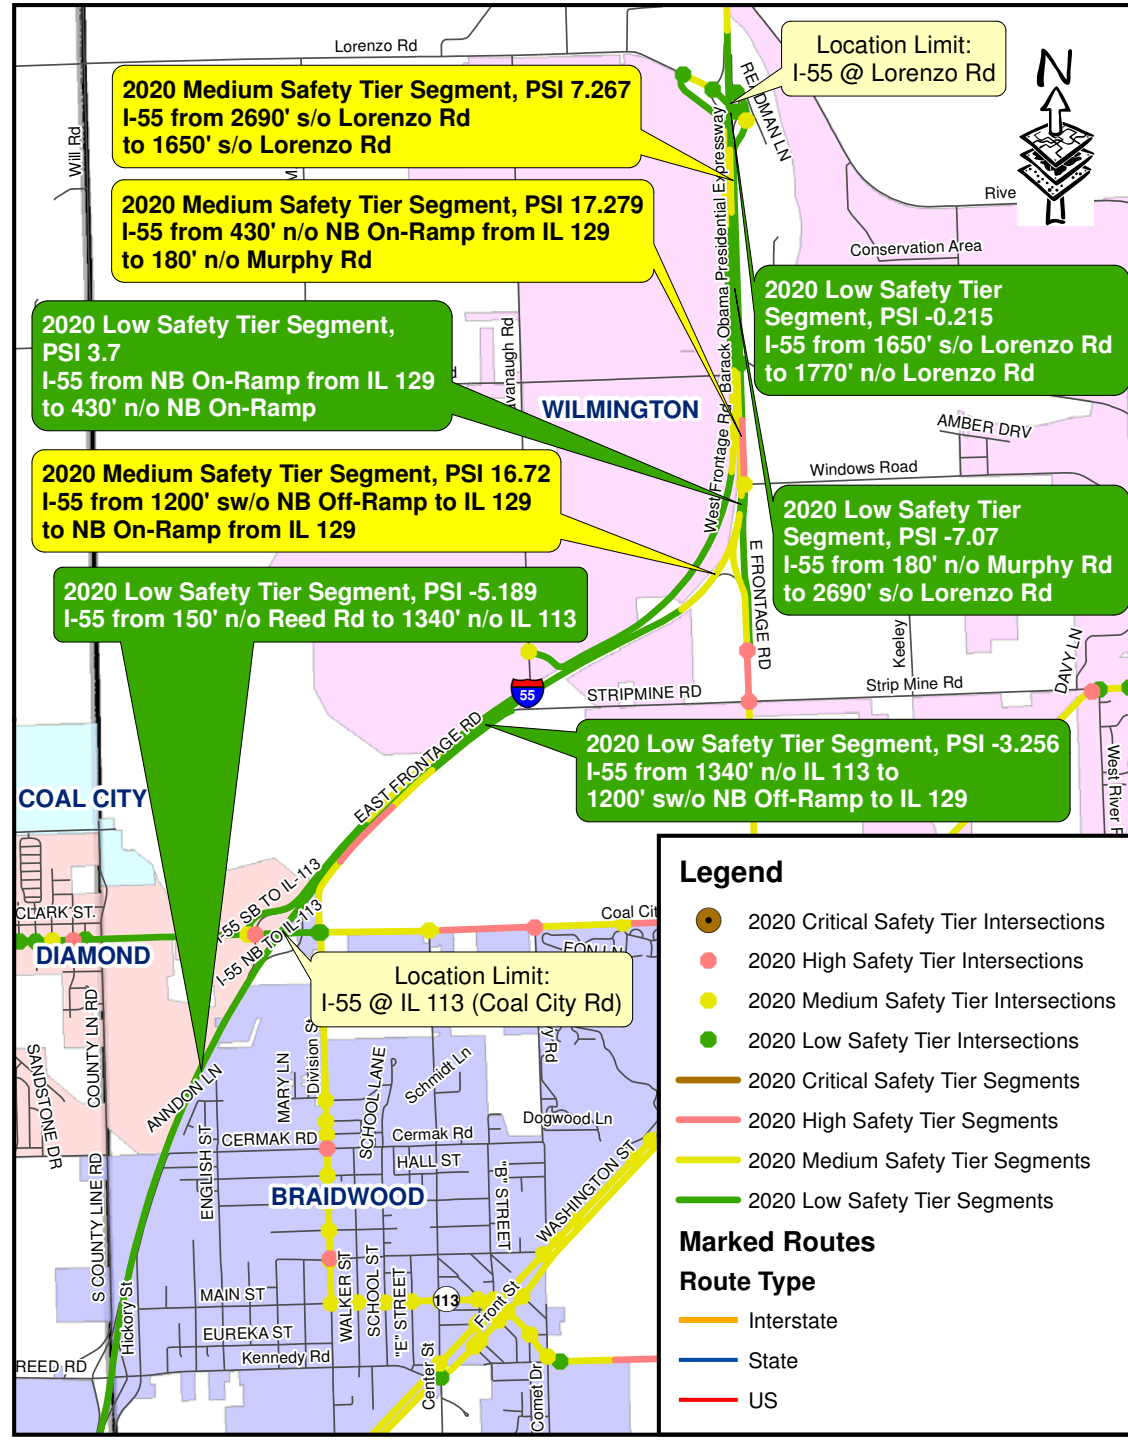 Lorenzo Rd
Location Limit:
I-55 @ Lorenzo Rd
N
2020 Medium Safety Tier Segment, PSI 7.267
I-55 from 2690' s/o Lorenzo Rd
to 1650' s/o Lorenzo Rd
Will Rd
READMAN LN
2020 Medium Safety Tier Segment, PSI 17.279
I-55 from 430' n/o NB On-Ramp from IL 129
to 180' n/o Murphy Rd
Barack Obama Presidential Expressway
Rive
Conservation Area
2020 Low Safety Tier
Segment, PSI -0.215
I-55 from 1650' s/o Lorenzo Rd
to 1770' n/o Lorenzo Rd
2020 Low Safety Tier Segment,
PSI 3.7
I-55 from NB On-Ramp from IL 129
to 430' n/o NB On-Ramp
avanaugh Rd
WILMINGTON
West Frontage Rd
AMBER DRV
Windows Road
2020 Medium Safety Tier Segment, PSI 16.72
I-55 from 1200' sw/o NB Off-Ramp to IL 129
to NB On-Ramp from IL 129
2020 Low Safety Tier
Segment, PSI -7.07
I-55 from 180' n/o Murphy Rd
to 2690' s/o Lorenzo Rd
E FRONTAGE RD
2020 Low Safety Tier Segment, PSI -5.189
I-55 from 150' n/o Reed Rd to 1340' n/o IL 113
Keeley
DAVY LN
55
STRIPMINE RD
Strip Mine Rd
EAST FRONTAGE RD
2020 Low Safety Tier Segment, PSI -3.256
I-55 from 1340' n/o IL 113 to
1200' sw/o NB Off-Ramp to IL 129
West River R
COAL CITY
CLARK ST.
I-55 SB TO IL-113
I-55 NB TO IL-113
Coal Cit
EON LN
DIAMOND
Location Limit:
I-55 @ IL 113 (Coal City Rd)
COUNTY LN RD
SANDSTONE DR
ANNDON LN
MARY LN
Division St
SCHOOL LANE
Schmidt Ln
ry Rd
Dogwood Ln
CERMAK RD
Cermak Rd
HALL ST
ENGLISH ST
"B" STREET
WASHINGTON ST
BRAIDWOOD
S COUNTY LINE RD
Hickory St
MAIN ST
EUREKA ST
Kennedy Rd
REED RD
WALKER ST
SCHOOL ST
"E" STREET
113
Front St
Center St
Comet Dr
Legend
2020 Critical Safety Tier Intersections
2020 High Safety Tier Intersections
2020 Medium Safety Tier Intersections
2020 Low Safety Tier Intersections
2020 Critical Safety Tier Segments
2020 High Safety Tier Segments
2020 Medium Safety Tier Segments
2020 Low Safety Tier Segments
Marked Routes
Route Type
Interstate
State
US